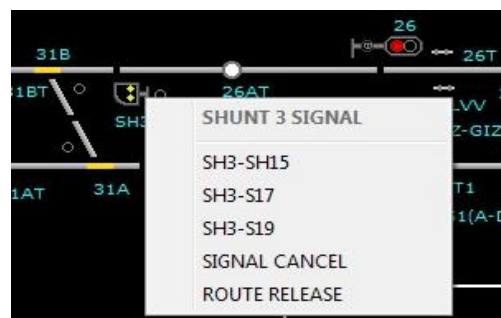 26
31B
26T
1BT
26AT
SH3
LVV
Z-GIZ
1AT
31A
T1
S1(A-D
SHUNT 3 SIGNAL
SH3-SH15
SH3-S17
SH3-S19
SIGNAL CANCEL
ROUTE RELEASE